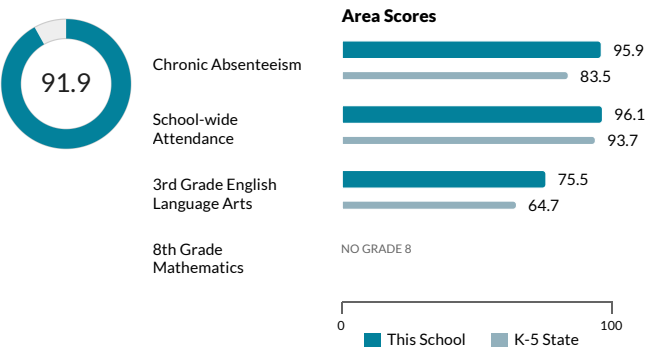 Area Scores
91.9
Chronic Absenteeism
95.9
83.5
School-wide
Attendance
96.1
93.7
3rd Grade English
Language Arts
75.5
64.7
8th Grade
Mathematics
NO GRADE 8
0
100
This School
K-5 State